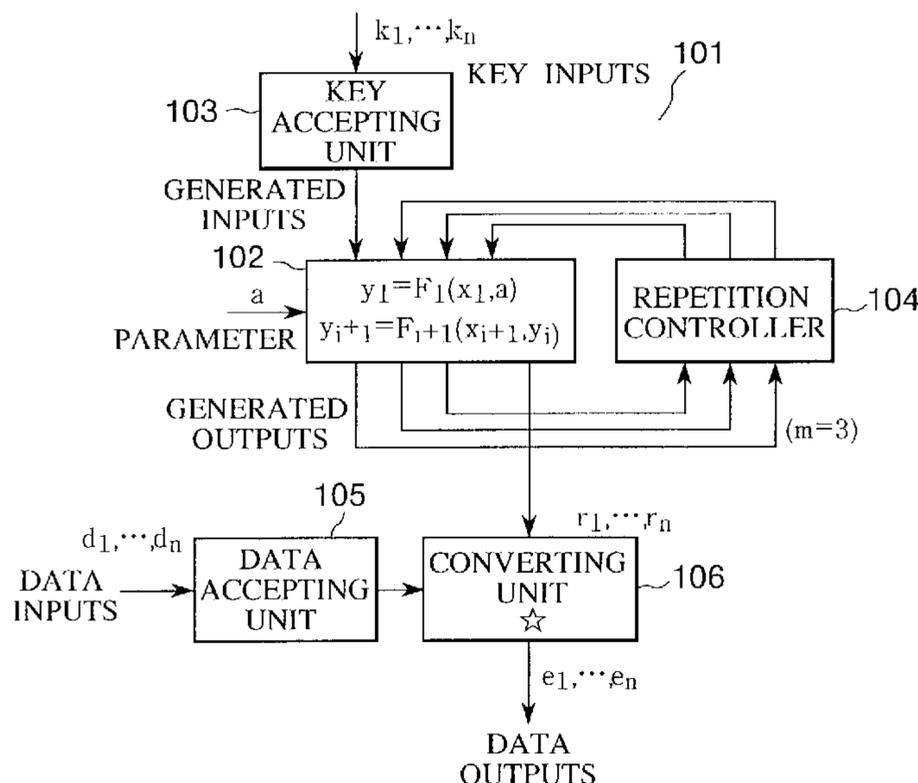 k1,···,kn
KEY INPUTS
101
103
KEY
ACCEPTING
UNIT
GENERATED
INPUTS
102
a
PARAMETER
y1=F1(x1,a)
yi+1=Fi+1(xi+1,yi)
REPETITION
CONTROLLER
104
GENERATED
OUTPUTS
(m=3)
105
d1,···,dn
DATA
INPUTS
DATA
ACCEPTING
UNIT
r1,···,rn
CONVERTING
UNIT
☆
106
e1,···,en
DATA
OUTPUTS